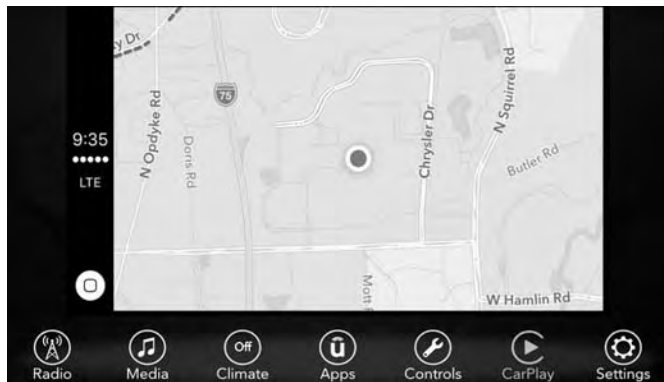 y Dr
75
N Opdyke Rd
Doris Rd
Chrysler Dr
N Squirrel Rd
Butler Rd
9:35
LTE
Mott
W Hamlin Rd
Off
û
Radio
Media
Climate
Apps
Controls
CarPlay
Settings